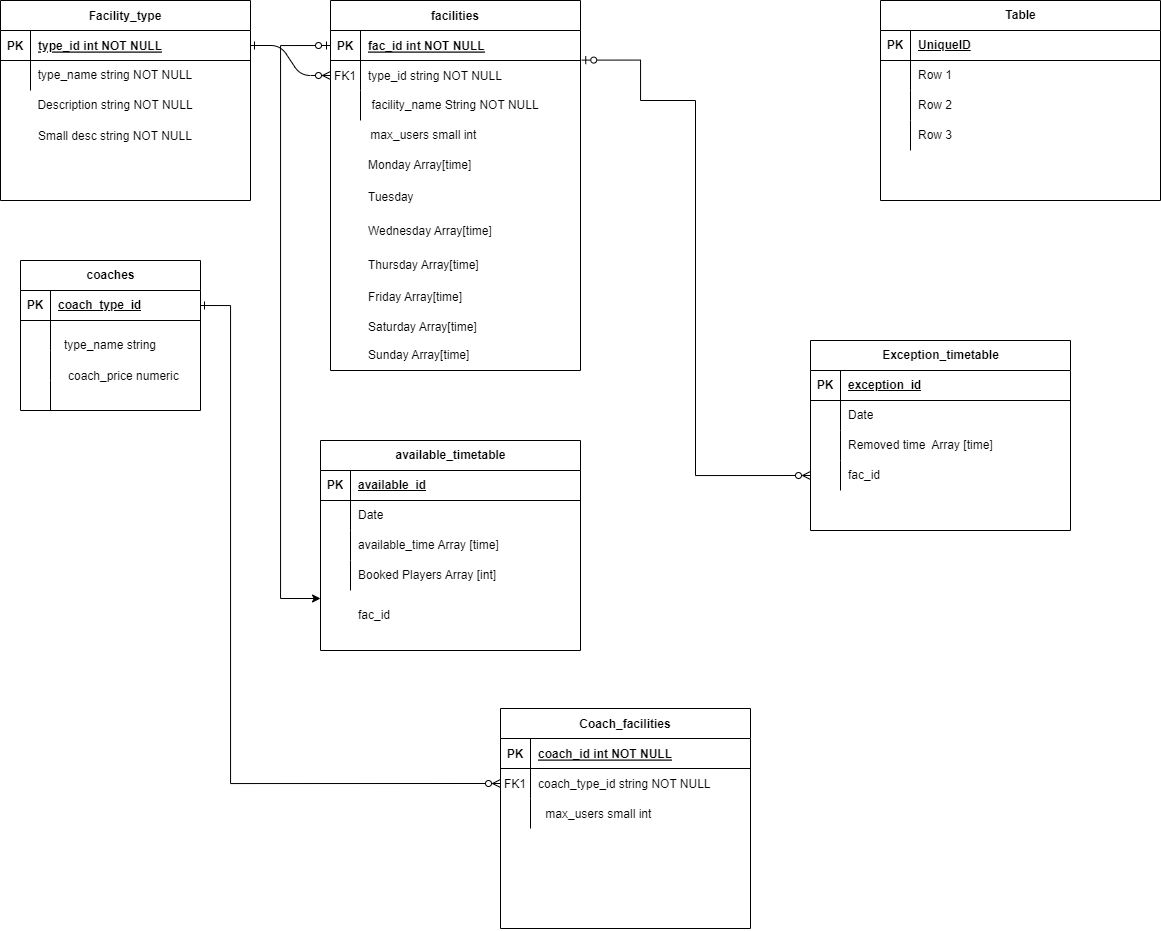 Facility_type
PK type_id int NOT NULL
type_name string NOT NULL
Description string NOT NULL
Small desc string NOT NULL
facilities
PK fac_id int NOT NULL
FK1 type_id string NOT NULL
facility_name String NOT NULL
max_users small int
Monday Array[time]
Tuesday
Wednesday Array[time]
Thursday Array[time]
Friday Array[time]
Saturday Array[time]
Sunday Array[time]
Table
PK UniqueID
Row 1
Row 2
Row 3
coaches
PK coach_type_id
type_name string
coach_price numeric
Exception_timetable
PK exception_id
Date
Removed time Array [time]
fac_id
available_timetable
PK available_id
Date
available_time Array [time]
Booked Players Array [int]
fac_id
Coach_facilities
PK coach_id int NOT NULL
FK1 coach_type_id string NOT NULL
max_users small int